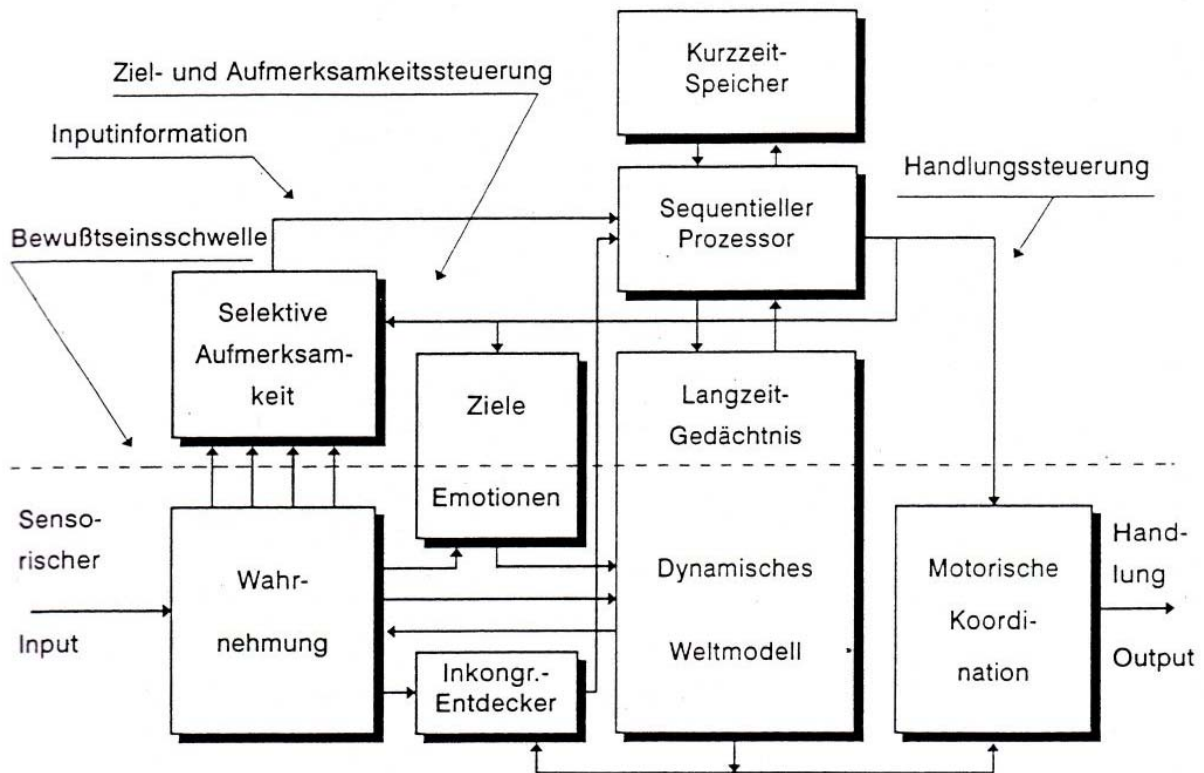 Kurzzeit-
Speicher
Ziel- und Aufmerksamkeitssteuerung
Inputinformation
Handlungssteuerung
Sequentieller
Prozessor
Bewußtseinsschwelle
Selektive
Aufmerksam-
keit
Ziele
Emotionen
Langzeit-
Gedächtnis
Dynamisches
Weltmodell
Senso-
rischer
Input
Wahr-
nehmung
Inkongr.-
Entdecker
Motorische
Koordi-
nation
Hand-
lung
Output